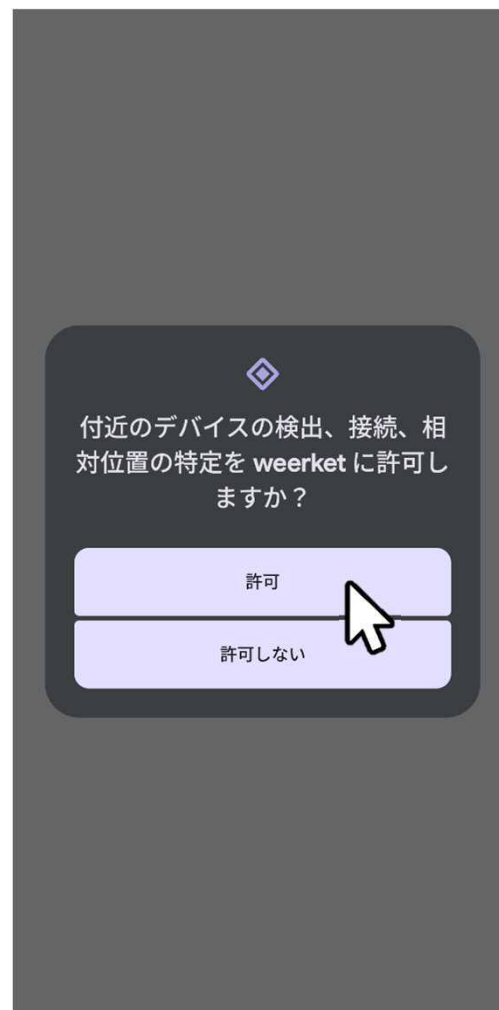 付近のデバイスの検出、接続、相
対位置の特定を weerket に許可し
ますか？
許可
許可しない